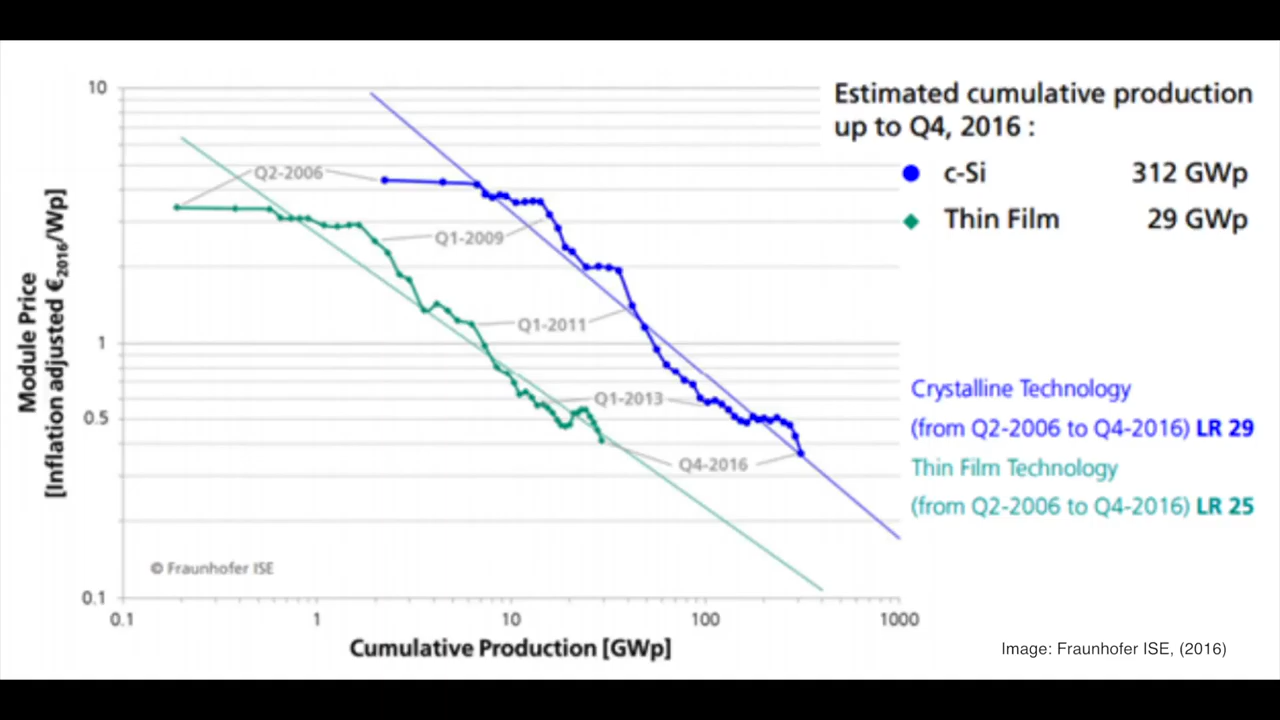 Estimated cumulative production
up to Q4, 2016 :
c-Si 312 GWp
Thin Film 29 GWp
Module Price
[Inflation adjusted €2016/Wp]
10
1
0.5
0.1
Q2-2006
Q1-2009
Q1-2011
Q1-2013
Q4-2016
Crystalline Technology
(from Q2-2006 to Q4-2016) LR 29
Thin Film Technology
(from Q2-2006 to Q4-2016) LR 25
© Fraunhofer ISE
0.1 1 10 100 1000
Cumulative Production [GWp]
Image: Fraunhofer ISE, (2016)